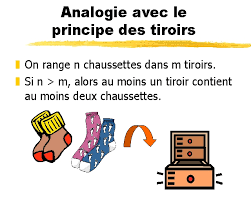 Analogie avec le
principe des tiroirs
On range n chaussettes dans m tiroirs.
Si n > m, alors au moins un tiroir contient
au moins deux chaussettes.